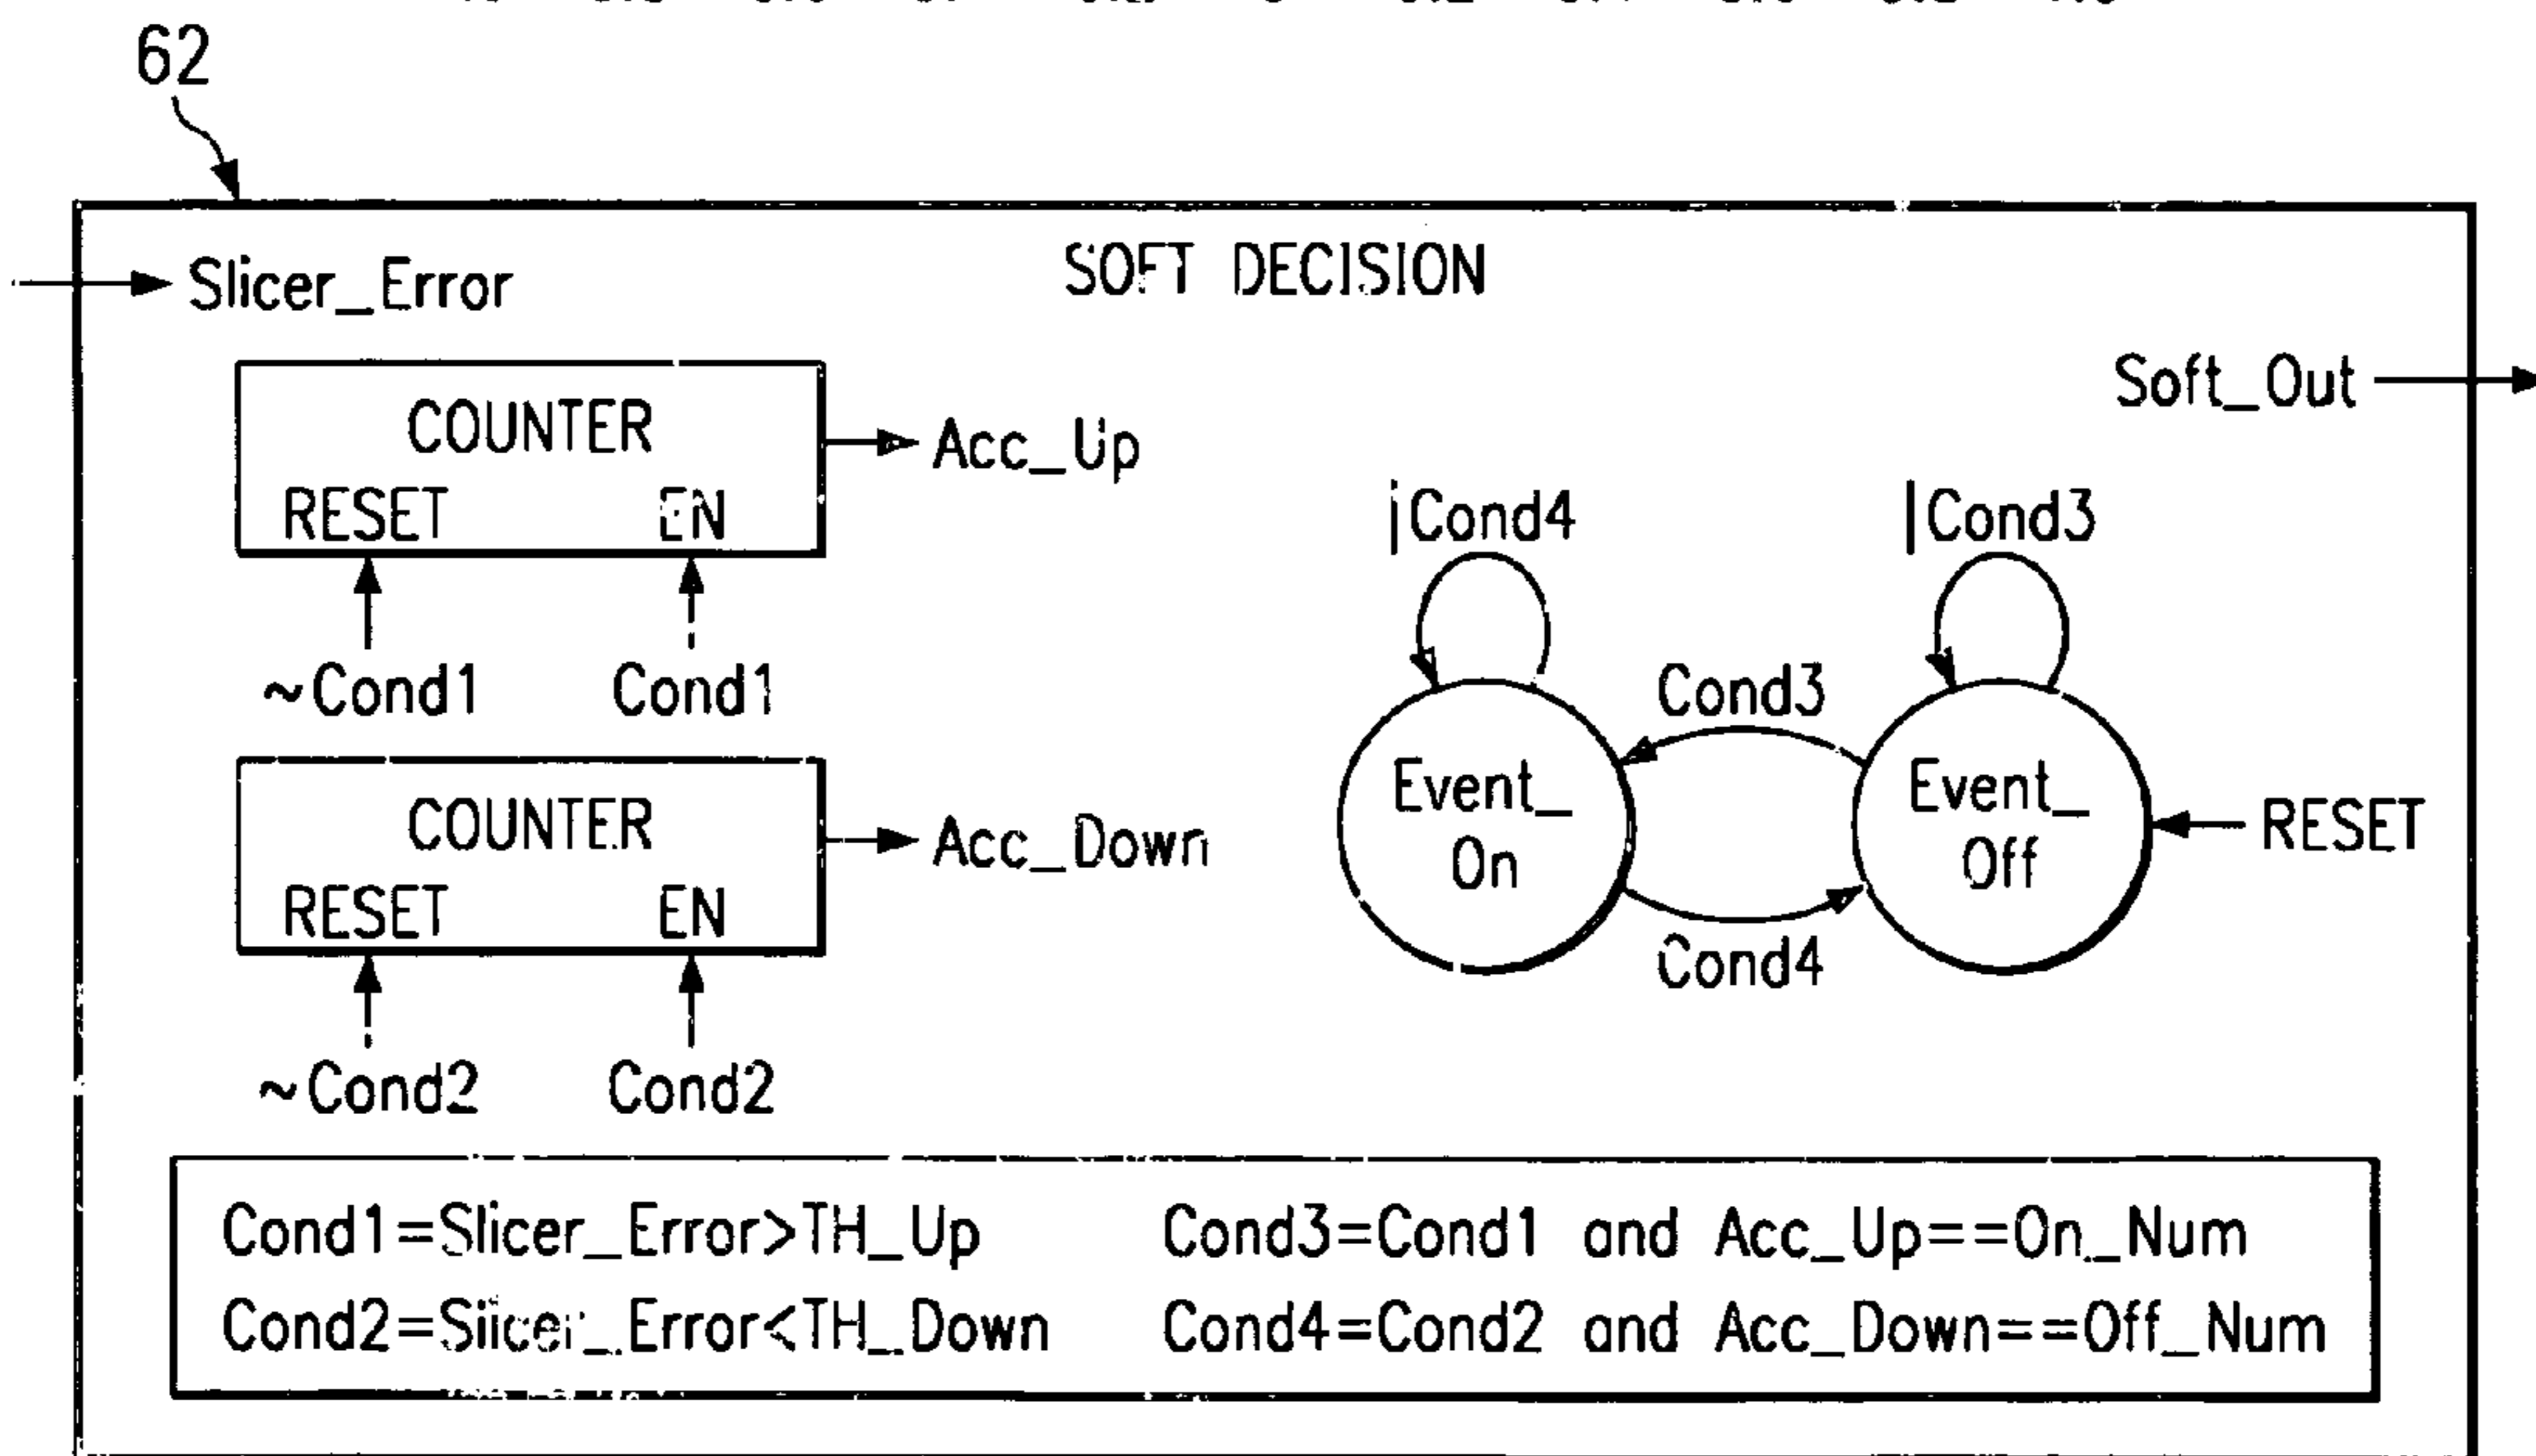 62
SOFT DECISION
Slicer_Error
Soft_Out
COUNTER
RESET EN
Acc_Up
~Cond1 Cond1
COUNTER
RESET EN
Acc_Down
~Cond2 Cond2
|Cond4
|Cond3
Cond3
Event_
On
Event_
Off
RESET
Cond4
Cond1=Slicer_Error>TH_Up
Cond2=Slicer_Error<TH_Down
Cond3=Cond1 and Acc_Up==On_Num
Cond4=Cond2 and Acc_Down==Off_Num